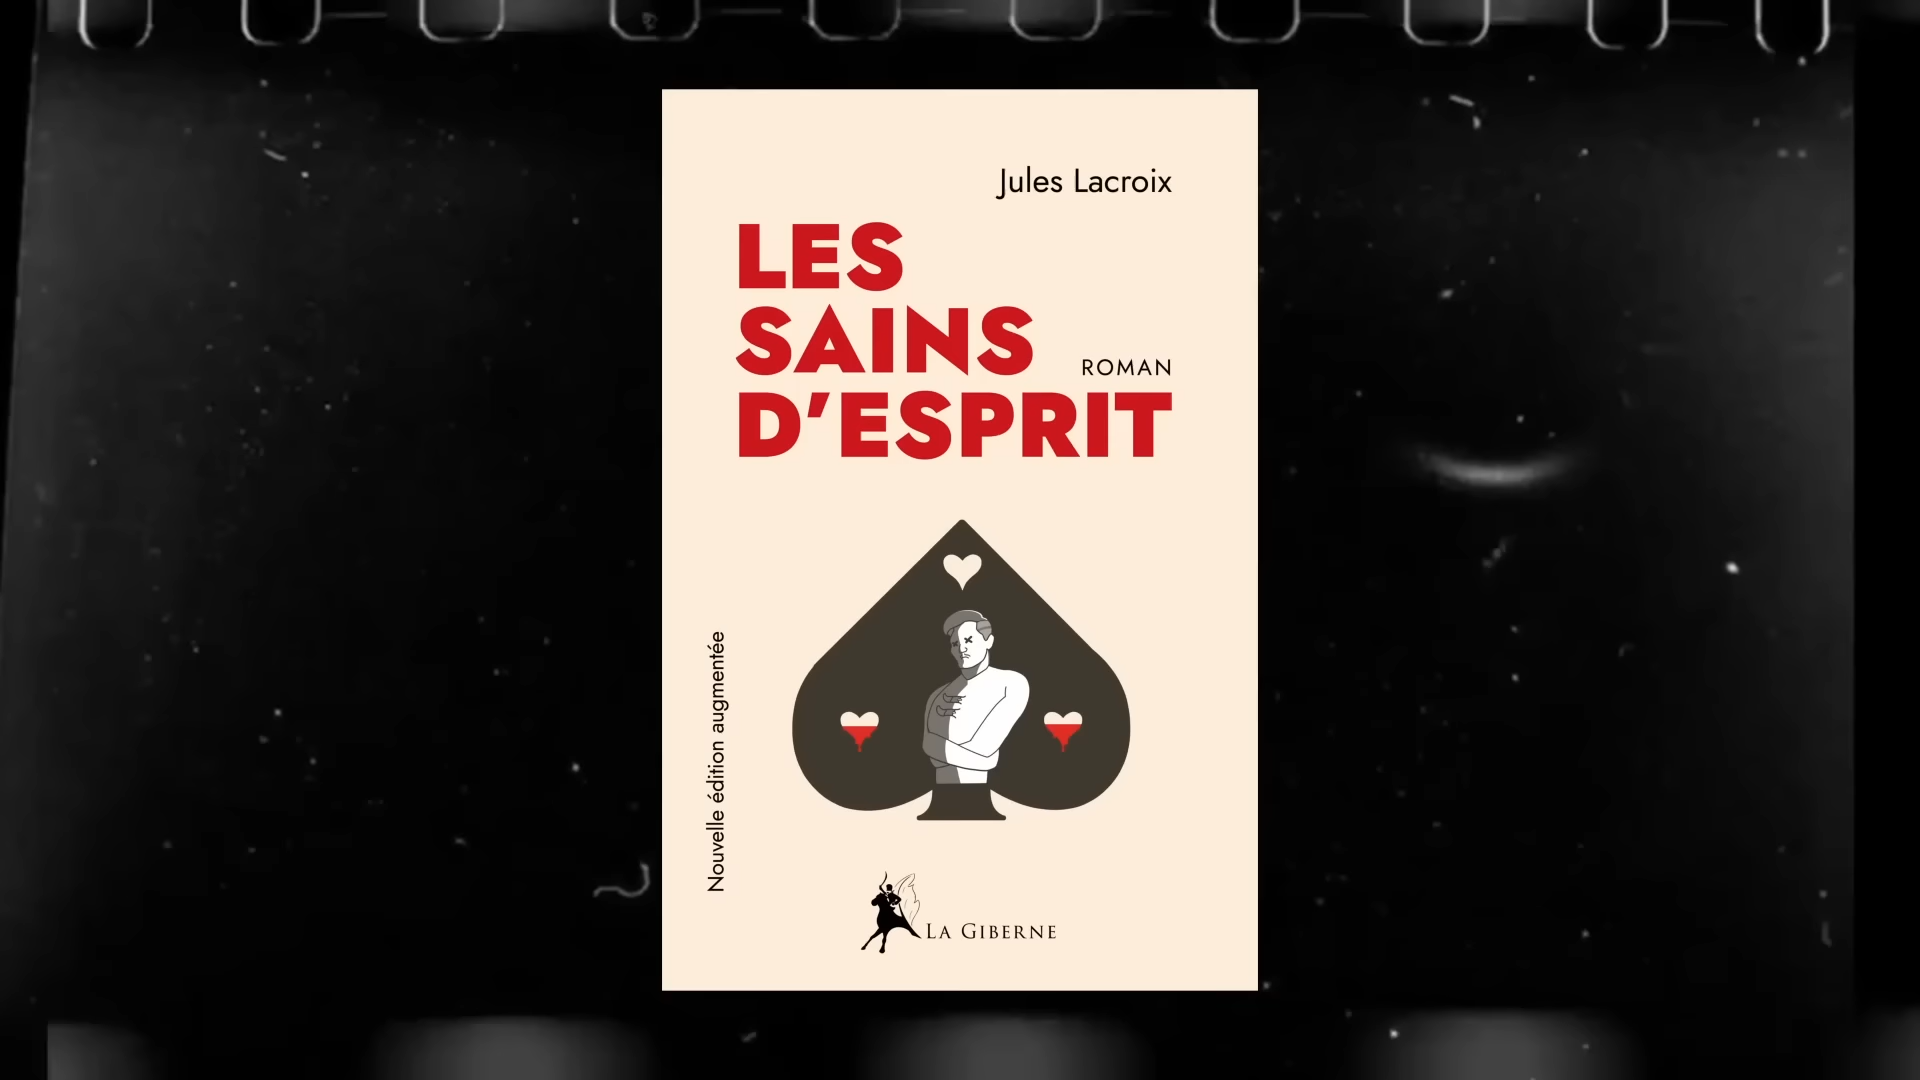 Jules Lacroix
LES
SAINS
ROMAN
D’ESPRIT
Nouvelle édition augmentée
LA GIBERNE